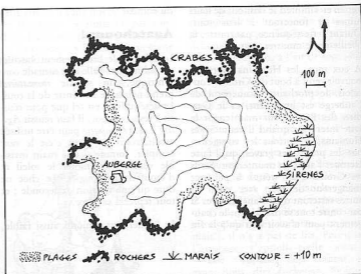 CRABES
N
100 m
AUBERGE
SIRÈNES
PLAGES ROCHERS MARAIS CONTOUR = +10 m